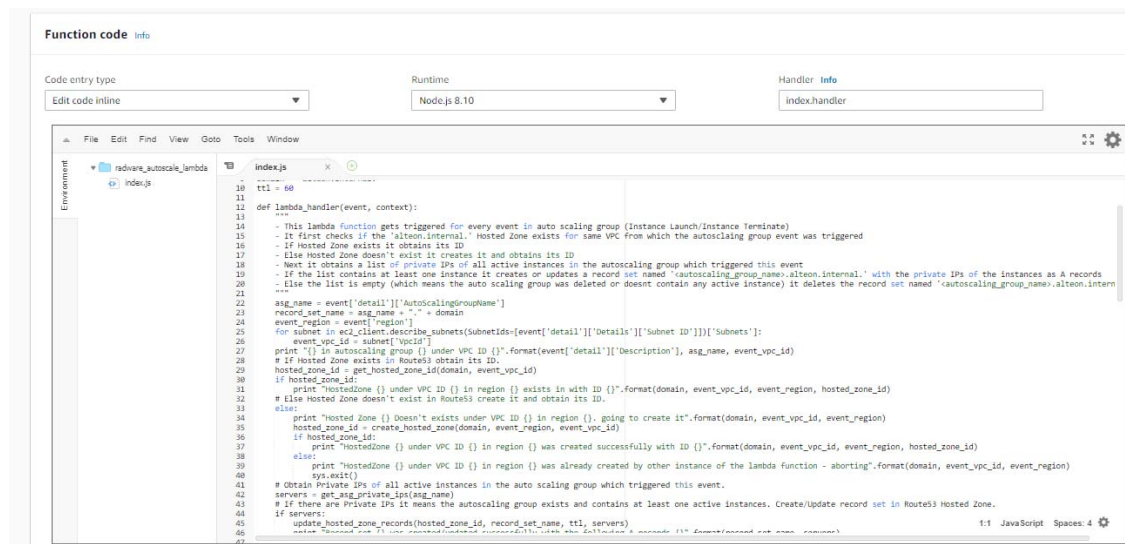 Function code Info
Code entry type
Runtime
Handler Info
Edit code inline
Node.js 8.10
index.handler
File Edit Find View Goto Tools Window
Environment
radware_autoscale_lambda
index.js
index.js
10 ttl = 60
11
12 def lambda_handler(event, context):
13 """
14 - This lambda function gets triggered for every event in auto scaling group (Instance Launch/Instance Terminate)
15 - It first checks if the 'alteon.internal.' Hosted Zone exists for same VPC from which the autosclaing group event was triggered
16 - If Hosted Zone exists it obtains its ID
17 - Else Hosted Zone doesn't exist it creates it and obtains its ID
18 - Next it obtains a list of private IPs of all active instances in the autoscaling group which triggered this event
19 - If the list contains at least one instance it creates or updates a record set named '<autoscaling_group_name>.alteon.internal.' with the private IPs of the instances as A records
20 - Else the list is empty (which means the auto scaling group was deleted or doesnt contain any active instance) it deletes the record set named '<autoscaling_group_name>.alteon.intern
21 """
22 asg_name = event['detail']['AutoScalingGroupName']
23 record_set_name = asg_name + "." + domain
24 event_region = event['region']
25 for subnet in ec2_client.describe_subnets(SubnetIds=[event['detail']['Details']['Subnet ID']])['Subnets']:
26 event_vpc_id = subnet['VpcId']
27 print "{} in autoscaling group {} under VPC ID {}".format(event['detail']['Description'], asg_name, event_vpc_id)
28 # If Hosted Zone exists in Route53 obtain its ID.
29 hosted_zone_id = get_hosted_zone_id(domain, event_vpc_id)
30 if hosted_zone_id:
31 print "HostedZone {} under VPC ID {} in region {} exists in with ID {}".format(domain, event_vpc_id, event_region, hosted_zone_id)
32 # Else Hosted Zone doesn't exist in Route53 create it and obtain its ID.
33 else:
34 print "Hosted Zone {} Doesn't exists under VPC ID {} in region {}. going to create it".format(domain, event_vpc_id, event_region)
35 hosted_zone_id = create_hosted_zone(domain, event_region, event_vpc_id)
36 if hosted_zone_id:
37 print "HostedZone {} under VPC ID {} in region {} was created successfully with ID {}".format(domain, event_vpc_id, event_region, hosted_zone_id)
38 else:
39 print "HostedZone {} under VPC ID {} in region {} was already created by other instance of the lambda function - aborting".format(domain, event_vpc_id, event_region)
40 sys.exit()
41 # Obtain Private IPs of all active instances in the auto scaling group which triggered this event.
42 servers = get_asg_private_ips(asg_name)
43 # If there are Private IPs it means the autoscaling group exists and contains at least one active instances. Create/Update record set in Route53 Hosted Zone.
44 if servers:
45 update_hosted_zone_records(hosted_zone_id, record_set_name, ttl, servers)
46 print "Record set {} was created/updated successfully with the following A records {}".format(record_set_name, servers)
47
1:1 JavaScript Spaces: 4